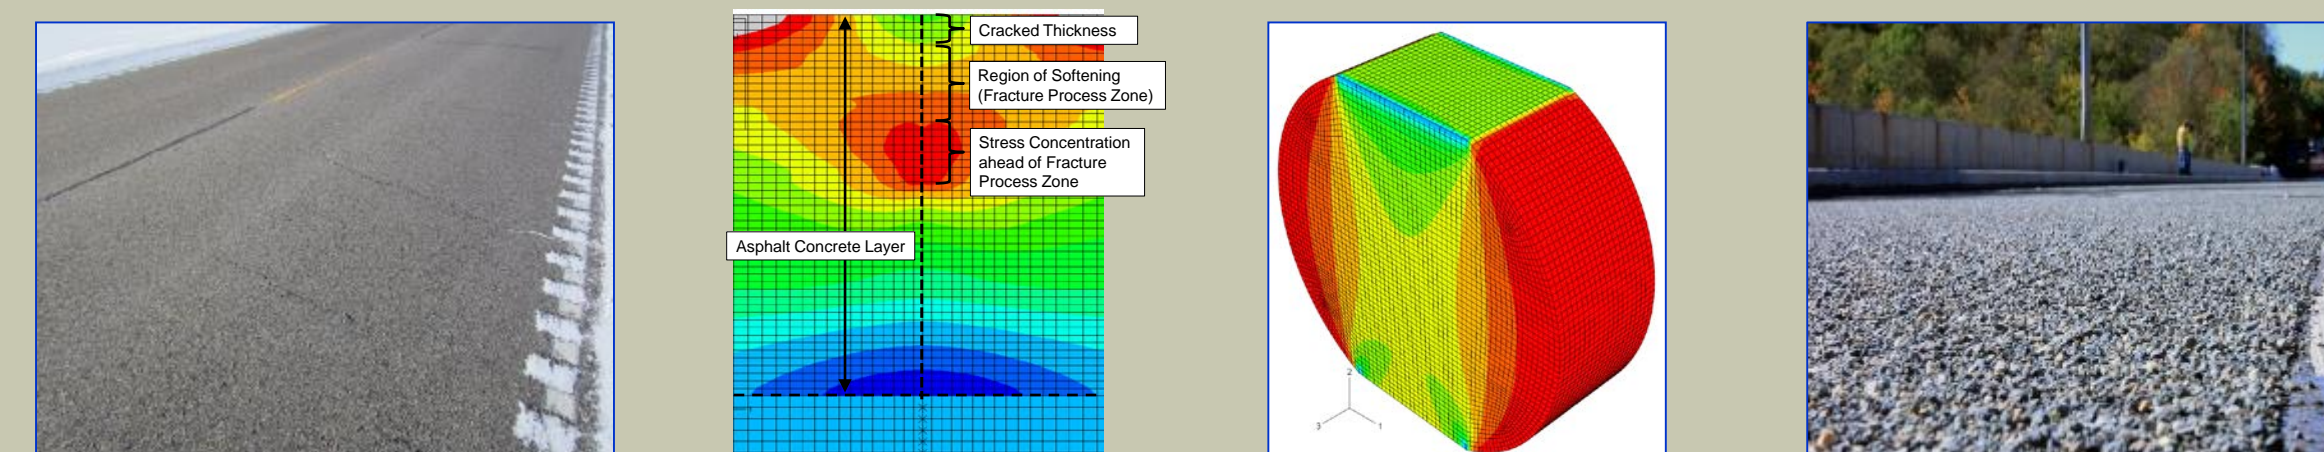 Cracked Thickness
Region of Softening
(Fracture Process Zone)
Stress Concentration
ahead of Fracture
Process Zone
Asphalt Concrete Layer
2
3
1